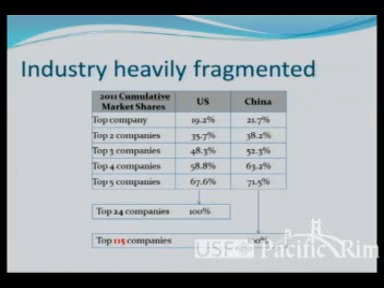 Industry heavily fragmented
2011 Cumulative Market Shares US China
Top company 19.2% 21.7%
Top 2 companies 35.7% 38.2%
Top 3 companies 48.3% 52.3%
Top 4 companies 58.8% 63.2%
Top 5 companies 67.6% 71.5%
Top 24 companies 100%
Top 115 companies
USF Pacific Rim